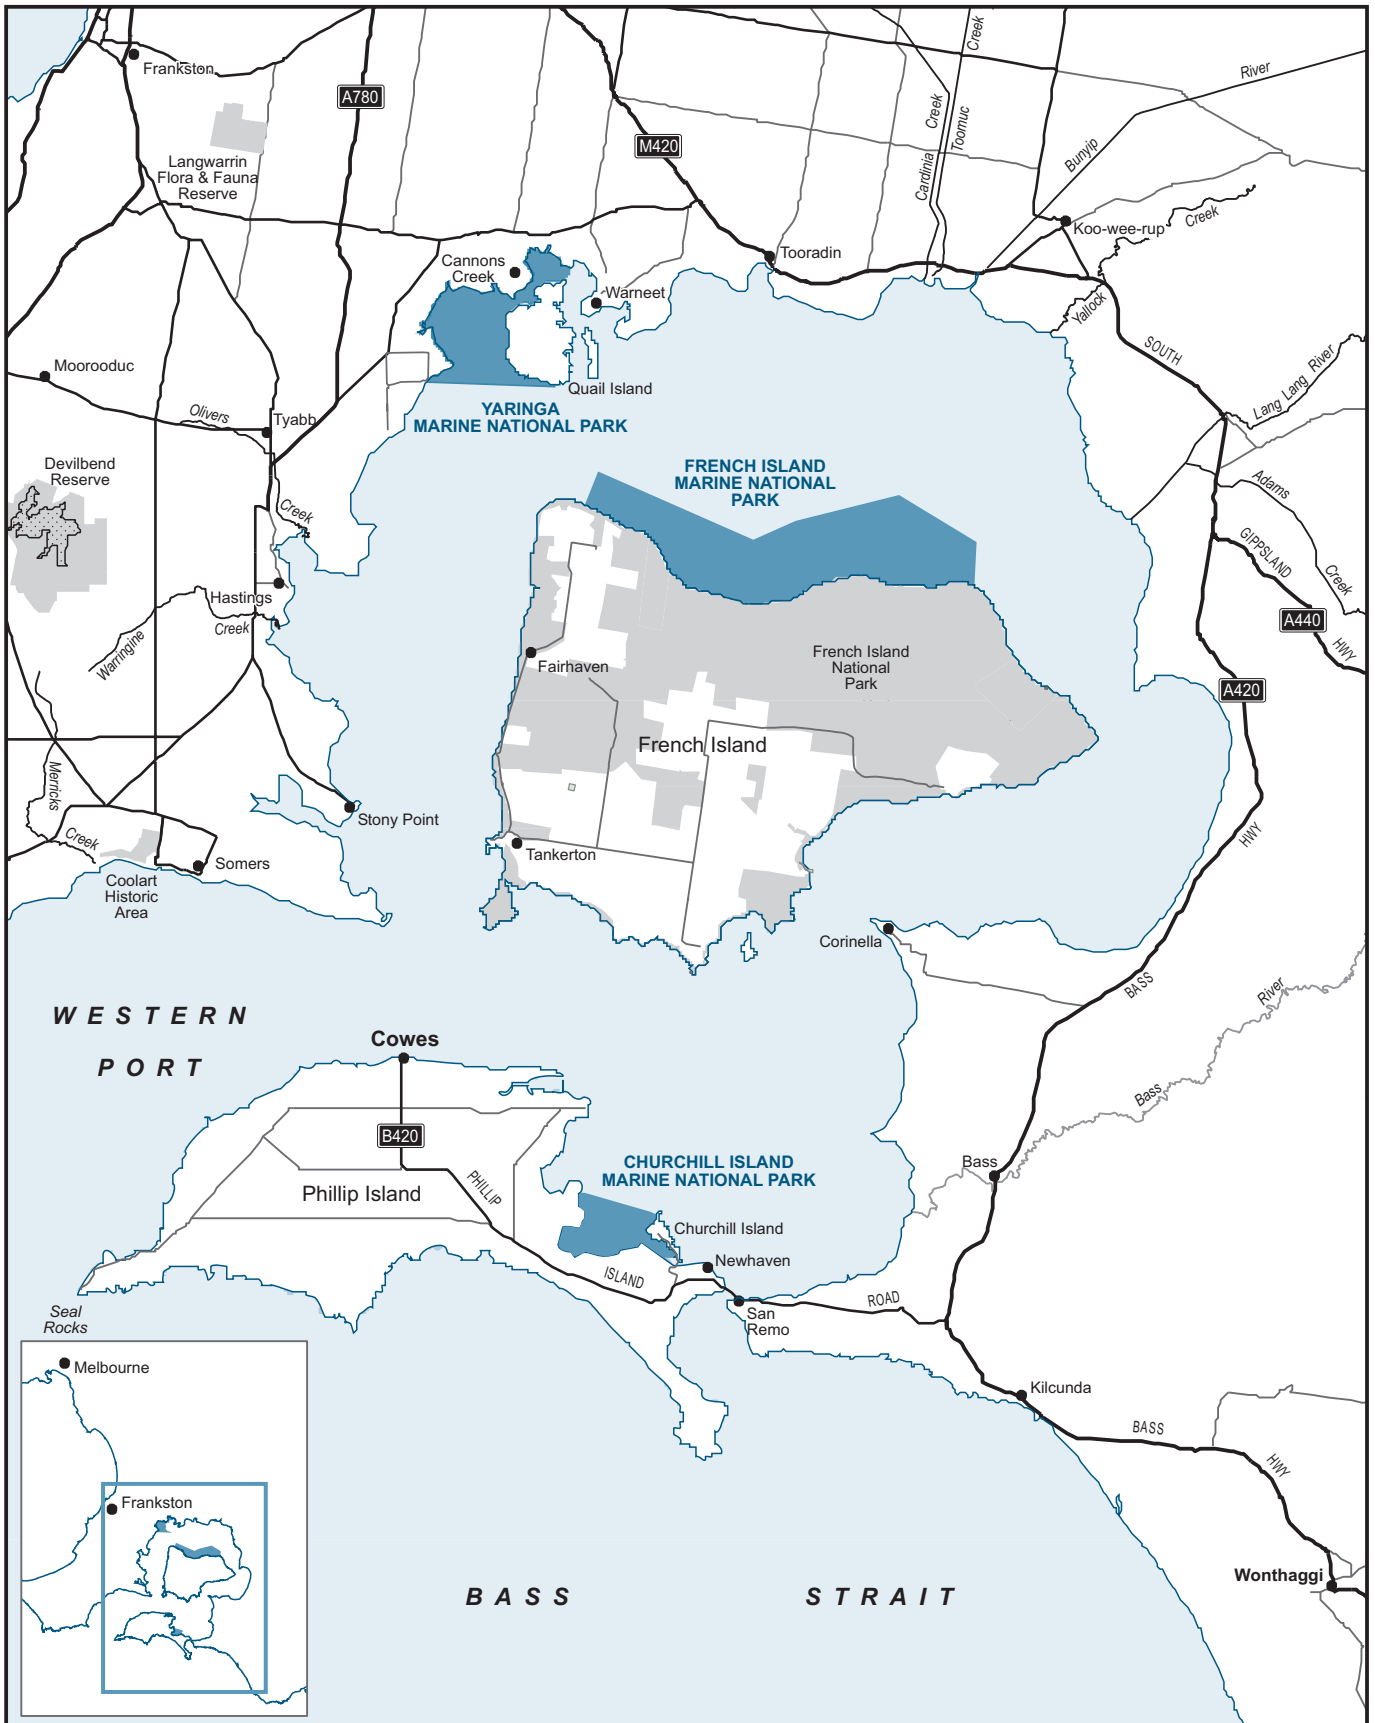 Frankston
A780
M420
Creek
Creek
Toomuc
Cardinia
River
Bunyip
Langwarrin
Flora & Fauna
Reserve
Koo-wee-rup
Creek
Cannons
Creek
Tooradin
Warneet
Yallock
SOUTH
Lang Lang River
Moorooduc
Quail Island
Olivers
Tyabb
YARINGA
MARINE NATIONAL PARK
Devilbend
Reserve
FRENCH ISLAND
MARINE NATIONAL
PARK
Adams
Creek
Creek
GIPPSLAND
HWY
A440
Hastings
Creek
Warringine
Fairhaven
French Island
National
Park
A420
French Island
Merricks
Creek
Stony Point
HWY
Tankerton
Somers
Coolart
Historic
Area
Corinella
BASS
River
Bass
WESTERN
PORT
Cowes
B420
PHILLIP
CHURCHILL ISLAND
MARINE NATIONAL PARK
Bass
Phillip Island
Churchill Island
Newhaven
ISLAND
ROAD
Seal
Rocks
San
Remo
Melbourne
Kilcunda
BASS
HWY
Frankston
Wonthaggi
BASS STRAIT